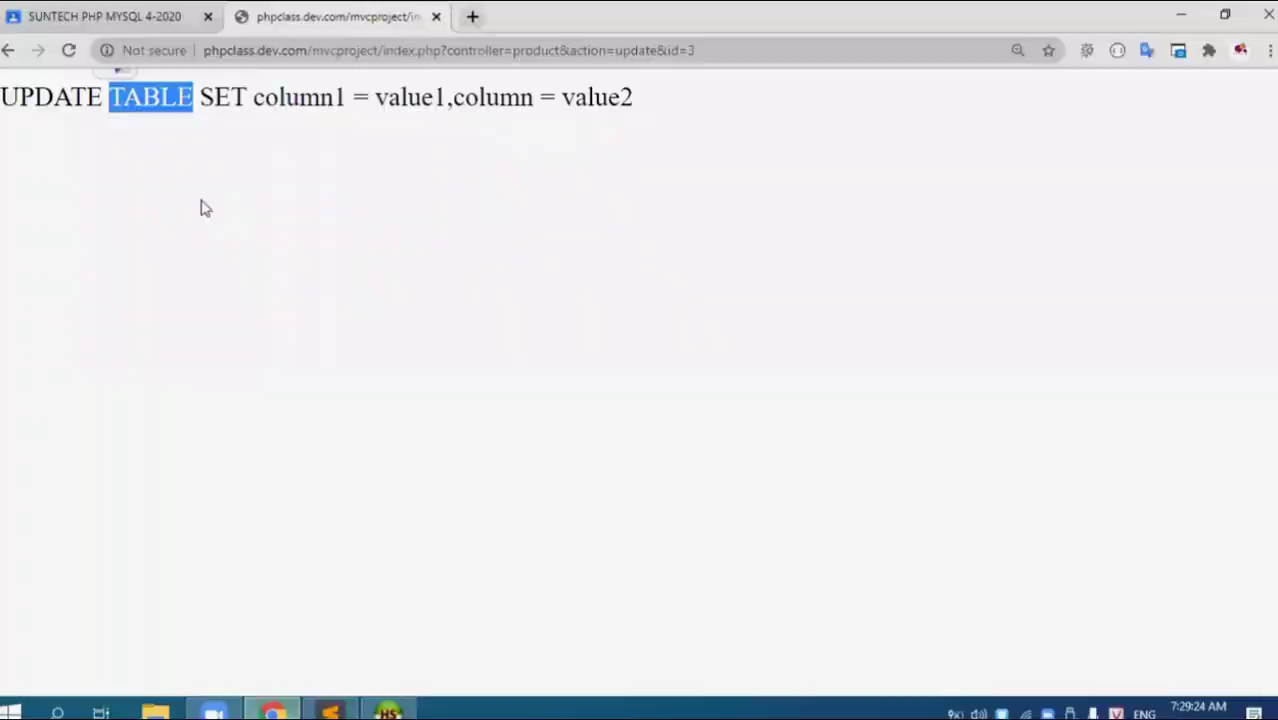 SUNTECH PHP MYSQL 4-2020
phpclass.dev.com/mvcproject/in
Not secure
phpclass.dev.com/mvcproject/index.php?controller=product&action=update&id=3
UPDATE TABLE SET column1 = value1,column = value2
HS
ENG
7:29:24 AM